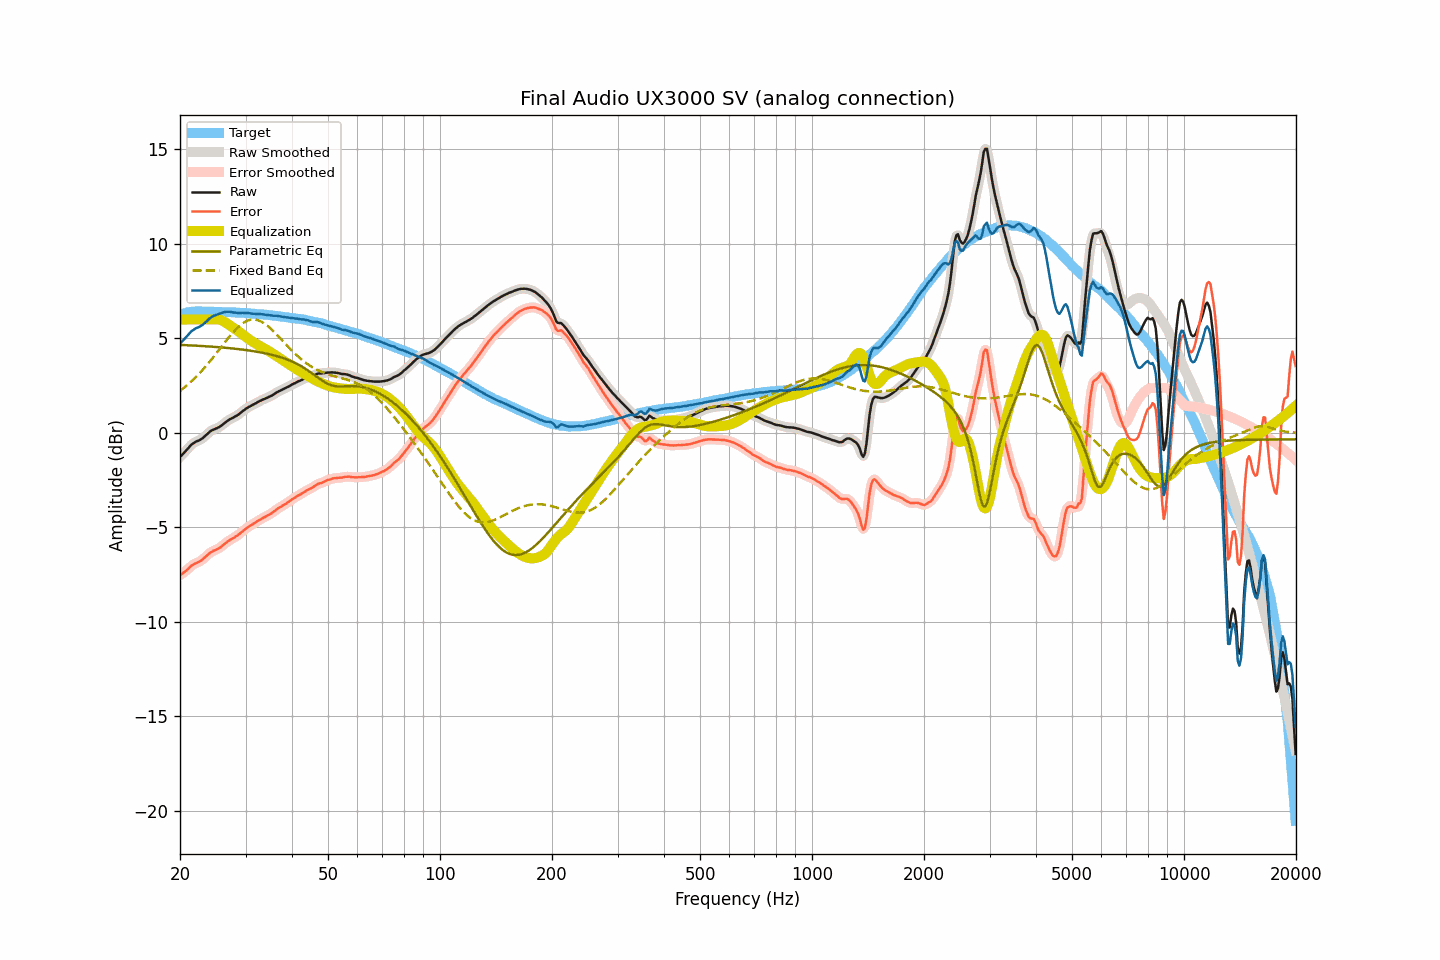 Final Audio UX3000 SV (analog connection)
Target
Raw Smoothed
Error Smoothed
Raw
Error
Equalization
Parametric Eq
Fixed Band Eq
Equalized
15
10
5
0
−5
−10
−15
−20
Amplitude (dBr)
20 50 100 200 500 1000 2000 5000 10000 20000
Frequency (Hz)